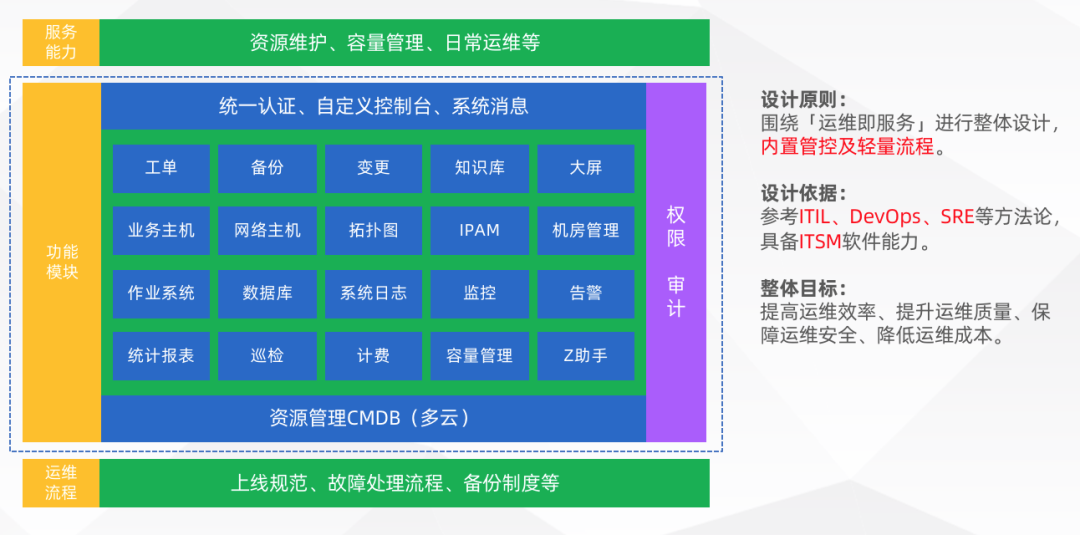 服务
能力
资源维护、容量管理、日常运维等
功能
模块
统一认证、自定义控制台、系统消息
工单
备份
变更
知识库
大屏
业务主机
网络主机
拓扑图
IPAM
机房管理
作业系统
数据库
系统日志
监控
告警
统计报表
巡检
计费
容量管理
Z助手
资源管理CMDB（多云）
权
限
审
计
运维
流程
上线规范、故障处理流程、备份制度等
设计原则：
围绕「运维即服务」进行整体设计，
内置管控及轻量流程。
设计依据：
参考ITIL、DevOps、SRE等方法论，
具备ITSM软件能力。
整体目标：
提高运维效率、提升运维质量、保
障运维安全、降低运维成本。